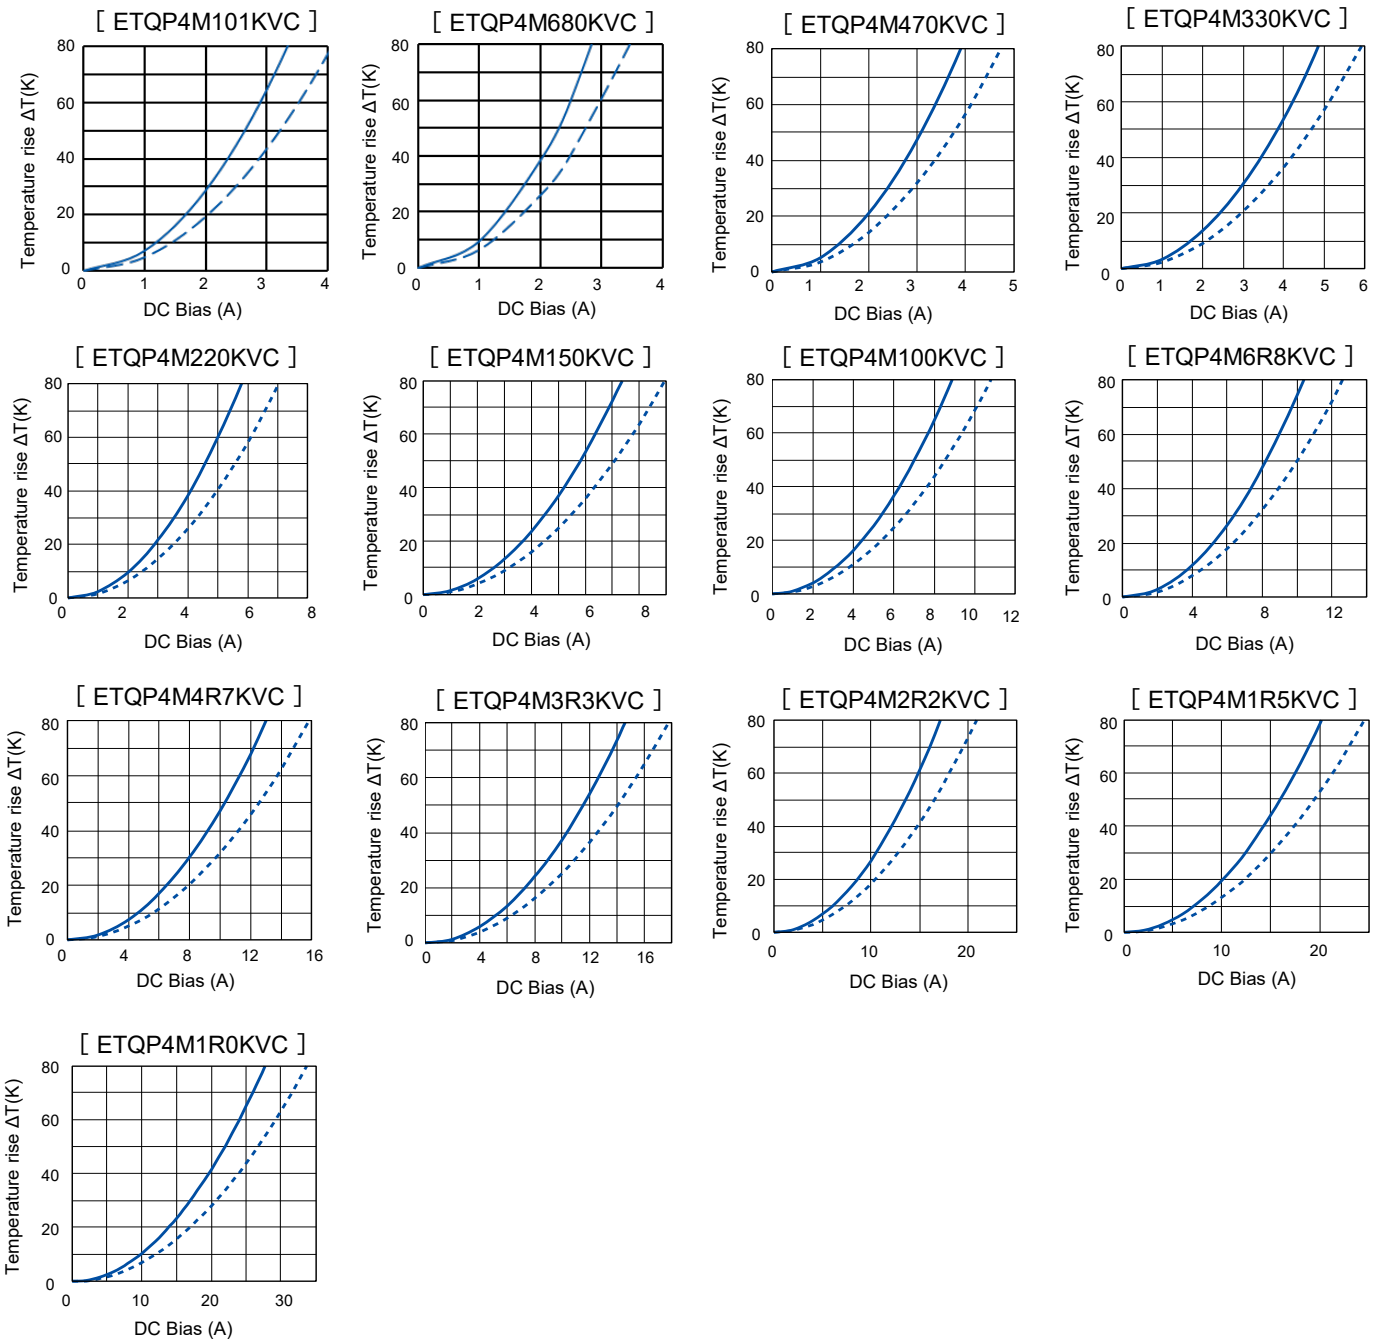 [ ETQP4M101KVC ]
Temperature rise ΔT(K)
80
60
40
20
0
0 1 2 3 4
DC Bias (A)
[ ETQP4M680KVC ]
Temperature rise ΔT(K)
80
60
40
20
0
0 1 2 3 4
DC Bias (A)
[ ETQP4M470KVC ]
Temperature rise ΔT(K)
80
60
40
20
0
0 1 2 3 4 5
DC Bias (A)
[ ETQP4M330KVC ]
Temperature rise ΔT(K)
80
60
40
20
0
0 1 2 3 4 5 6
DC Bias (A)
[ ETQP4M220KVC ]
Temperature rise ΔT(K)
80
60
40
20
0
0 2 4 6 8
DC Bias (A)
[ ETQP4M150KVC ]
Temperature rise ΔT(K)
80
60
40
20
0
0 2 4 6 8
DC Bias (A)
[ ETQP4M100KVC ]
Temperature rise ΔT(K)
80
60
40
20
0
0 2 4 6 8 10 12
DC Bias (A)
[ ETQP4M6R8KVC ]
Temperature rise ΔT(K)
80
60
40
20
0
0 4 8 12
DC Bias (A)
[ ETQP4M4R7KVC ]
Temperature rise ΔT(K)
80
60
40
20
0
0 4 8 12 16
DC Bias (A)
[ ETQP4M3R3KVC ]
Temperature rise ΔT(K)
80
60
40
20
0
0 4 8 12 16
DC Bias (A)
[ ETQP4M2R2KVC ]
Temperature rise ΔT(K)
80
60
40
20
0
0 10 20
DC Bias (A)
[ ETQP4M1R5KVC ]
Temperature rise ΔT(K)
80
60
40
20
0
0 10 20
DC Bias (A)
[ ETQP4M1R0KVC ]
Temperature rise ΔT(K)
80
60
40
20
0
0 10 20 30
DC Bias (A)